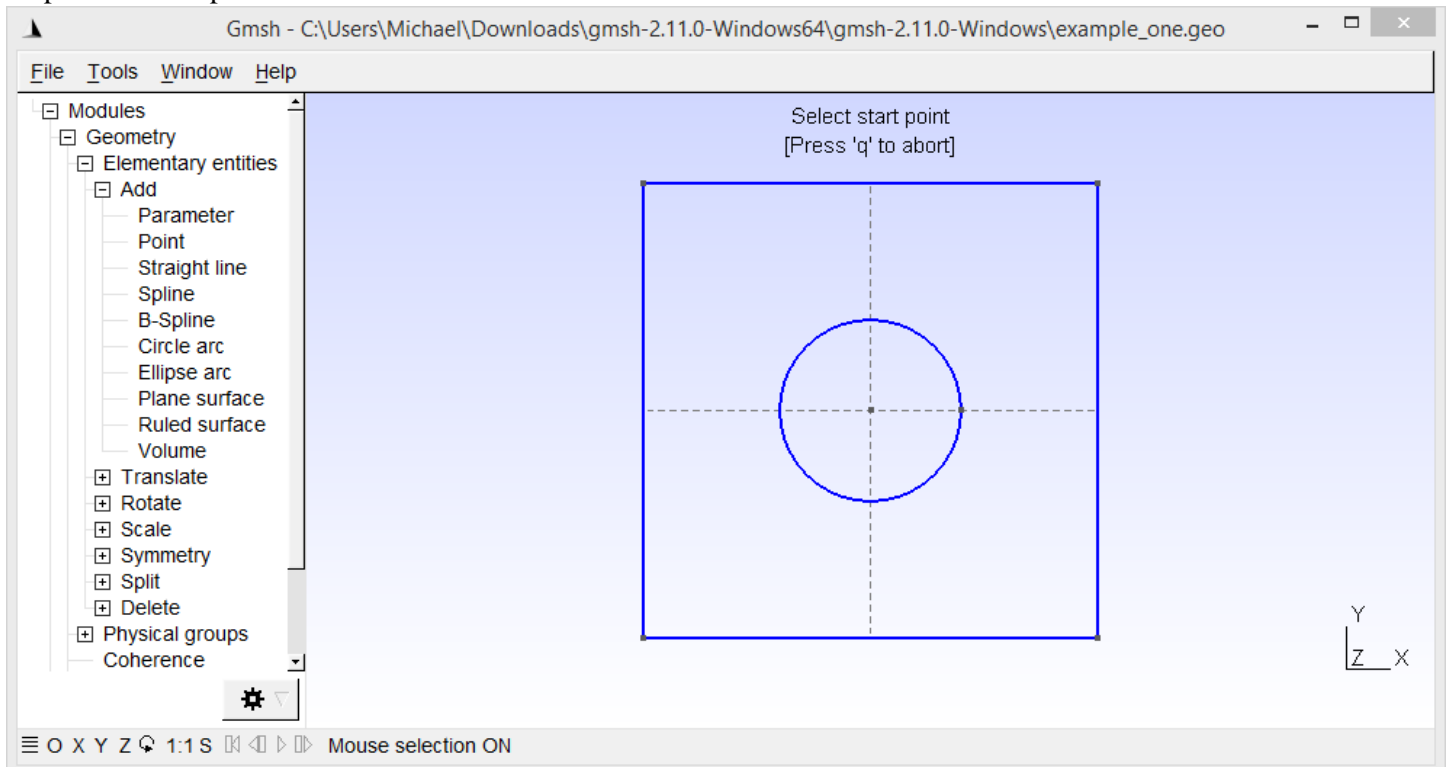 Gmsh - C:\Users\Michael\Downloads\gmsh-2.11.0-Windows64\gmsh-2.11.0-Windows\example_one.geo
File Tools Window Help
Modules
Geometry
Elementary entities
Add
Parameter
Point
Straight line
Spline
B-Spline
Circle arc
Ellipse arc
Plane surface
Ruled surface
Volume
Translate
Rotate
Scale
Symmetry
Split
Delete
Physical groups
Coherence
Select start point
[Press 'q' to abort]
Y
Z X
O X Y Z 1:1 S Mouse selection ON